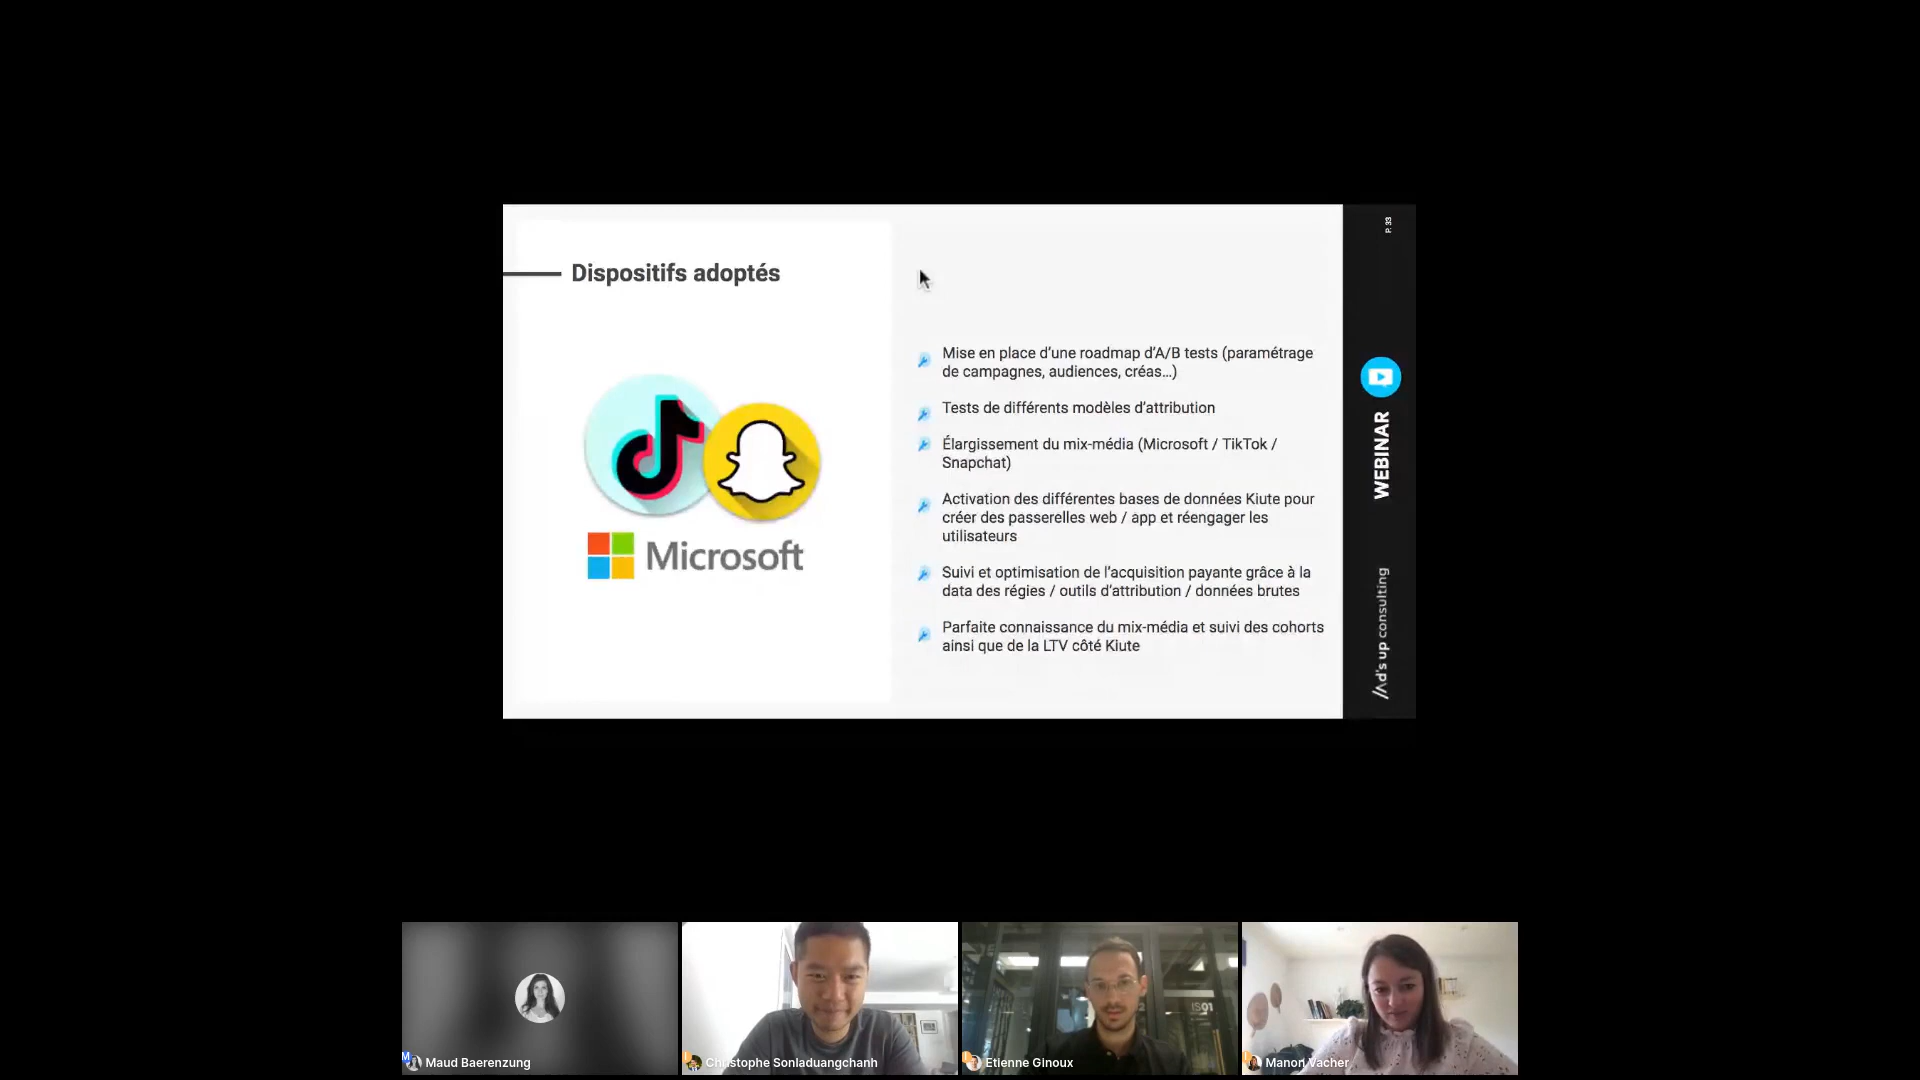 P. 33
Dispositifs adoptés
Microsoft
Mise en place d'une roadmap d'A/B tests (paramétrage
de campagnes, audiences, créas...)
Tests de différents modèles d'attribution
Élargissement du mix-média (Microsoft / TikTok /
Snapchat)
Activation des différentes bases de données Kiute pour
créer des passerelles web / app et réengager les
utilisateurs
Suivi et optimisation de l'acquisition payante grâce à la
data des régies / outils d'attribution / données brutes
Parfaite connaissance du mix-média et suivi des cohorts
ainsi que de la LTV côté Kiute
WEBINAR
//Ad's up consulting
Maud Baerenzung
Christophe Sonladuangchanh
Etienne Ginoux
Manon Vacher